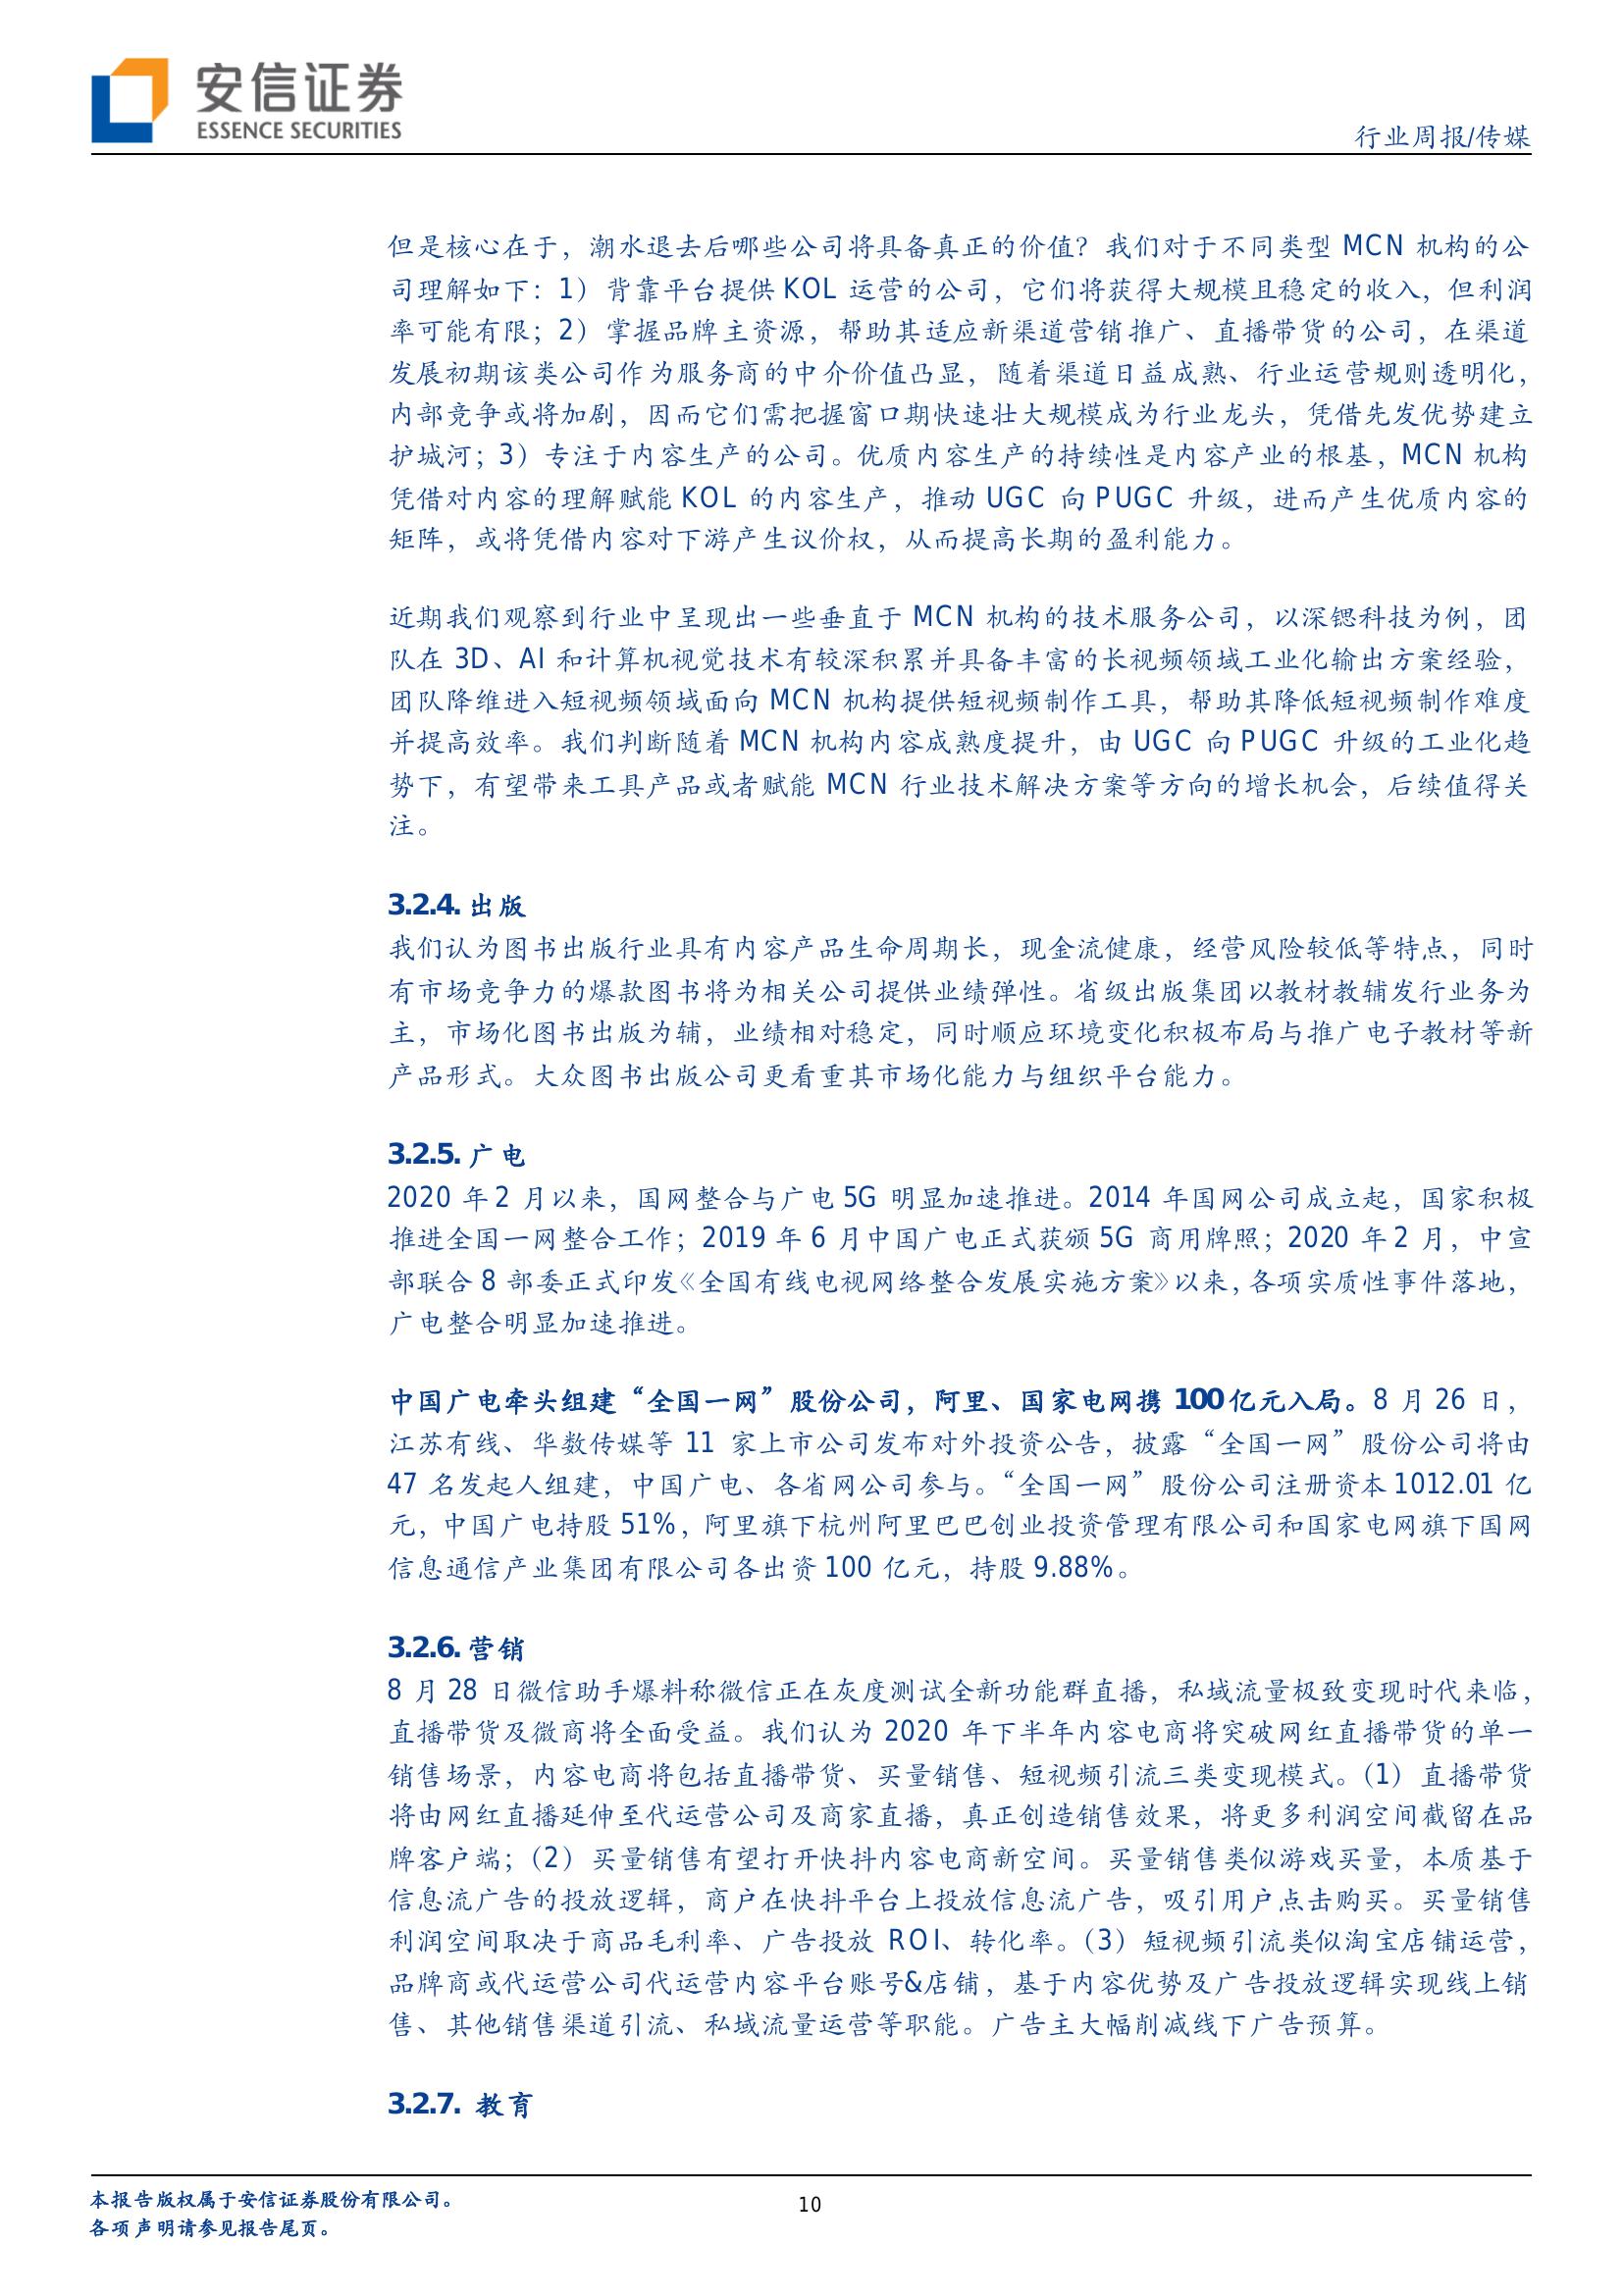 安信证券
ESSENCE SECURITIES
行业周报/传媒
但是核心在于，潮水退去后哪些公司将具备真正的价值？我们对于不同类型 MCN 机构的公
司理解如下：1）背靠平台提供 KOL 运营的公司，它们将获得大规模且稳定的收入，但利润
率可能有限；2）掌握品牌主资源，帮助其适应新渠道营销推广、直播带货的公司，在渠道
发展初期该类公司作为服务商的中介价值凸显，随着渠道日益成熟、行业运营规则透明化，
内部竞争或将加剧，因而它们需把握窗口期快速壮大规模成为行业龙头，凭借先发优势建立
护城河；3）专注于内容生产的公司。优质内容生产的持续性是内容产业的根基，MCN 机构
凭借对内容的理解赋能 KOL 的内容生产，推动 UGC 向 PUGC 升级，进而产生优质内容的
矩阵，或将凭借内容对下游产生议价权，从而提高长期的盈利能力。
近期我们观察到行业中呈现出一些垂直于 MCN 机构的技术服务公司，以深锶科技为例，团
队在 3D、AI 和计算机视觉技术有较深积累并具备丰富的长视频领域工业化输出方案经验，
团队降维进入短视频领域面向 MCN 机构提供短视频制作工具，帮助其降低短视频制作难度
并提高效率。我们判断随着 MCN 机构内容成熟度提升，由 UGC 向 PUGC 升级的工业化趋
势下，有望带来工具产品或者赋能 MCN 行业技术解决方案等方向的增长机会，后续值得关
注。
3.2.4. 出版
我们认为图书出版行业具有内容产品生命周期长，现金流健康，经营风险较低等特点，同时
有市场竞争力的爆款图书将为相关公司提供业绩弹性。省级出版集团以教材教辅发行业务为
主，市场化图书出版为辅，业绩相对稳定，同时顺应环境变化积极布局与推广电子教材等新
产品形式。大众图书出版公司更看重其市场化能力与组织平台能力。
3.2.5. 广电
2020 年 2 月以来，国网整合与广电 5G 明显加速推进。2014 年国网公司成立起，国家积极
推进全国一网整合工作；2019 年 6 月中国广电正式获颁 5G 商用牌照；2020 年 2 月，中宣
部联合 8 部委正式印发《全国有线电视网络整合发展实施方案》以来，各项实质性事件落地，
广电整合明显加速推进。
中国广电牵头组建“全国一网”股份公司，阿里、国家电网携 100 亿元入局。8 月 26 日，
江苏有线、华数传媒等 11 家上市公司发布对外投资公告，披露“全国一网”股份公司将由
47 名发起人组建，中国广电、各省网公司参与。“全国一网”股份公司注册资本 1012.01 亿
元，中国广电持股 51%，阿里旗下杭州阿里巴巴创业投资管理有限公司和国家电网旗下国网
信息通信产业集团有限公司各出资 100 亿元，持股 9.88%。
3.2.6. 营销
8 月 28 日微信助手爆料称微信正在灰度测试全新功能群直播，私域流量极致变现时代来临，
直播带货及微商将全面受益。我们认为 2020 年下半年内容电商将突破网红直播带货的单一
销售场景，内容电商将包括直播带货、买量销售、短视频引流三类变现模式。（1）直播带货
将由网红直播延伸至代运营公司及商家直播，真正创造销售效果，将更多利润空间截留在品
牌客户端；（2）买量销售有望打开快抖内容电商新空间。买量销售类似游戏买量，本质基于
信息流广告的投放逻辑，商户在快抖平台上投放信息流广告，吸引用户点击购买。买量销售
利润空间取决于商品毛利率、广告投放 ROI、转化率。（3）短视频引流类似淘宝店铺运营，
品牌商或代运营公司代运营内容平台账号&店铺，基于内容优势及广告投放逻辑实现线上销
售、其他销售渠道引流、私域流量运营等职能。广告主大幅削减线下广告预算。
3.2.7. 教育
本报告版权属于安信证券股份有限公司。
各项声明请参见报告尾页。
10